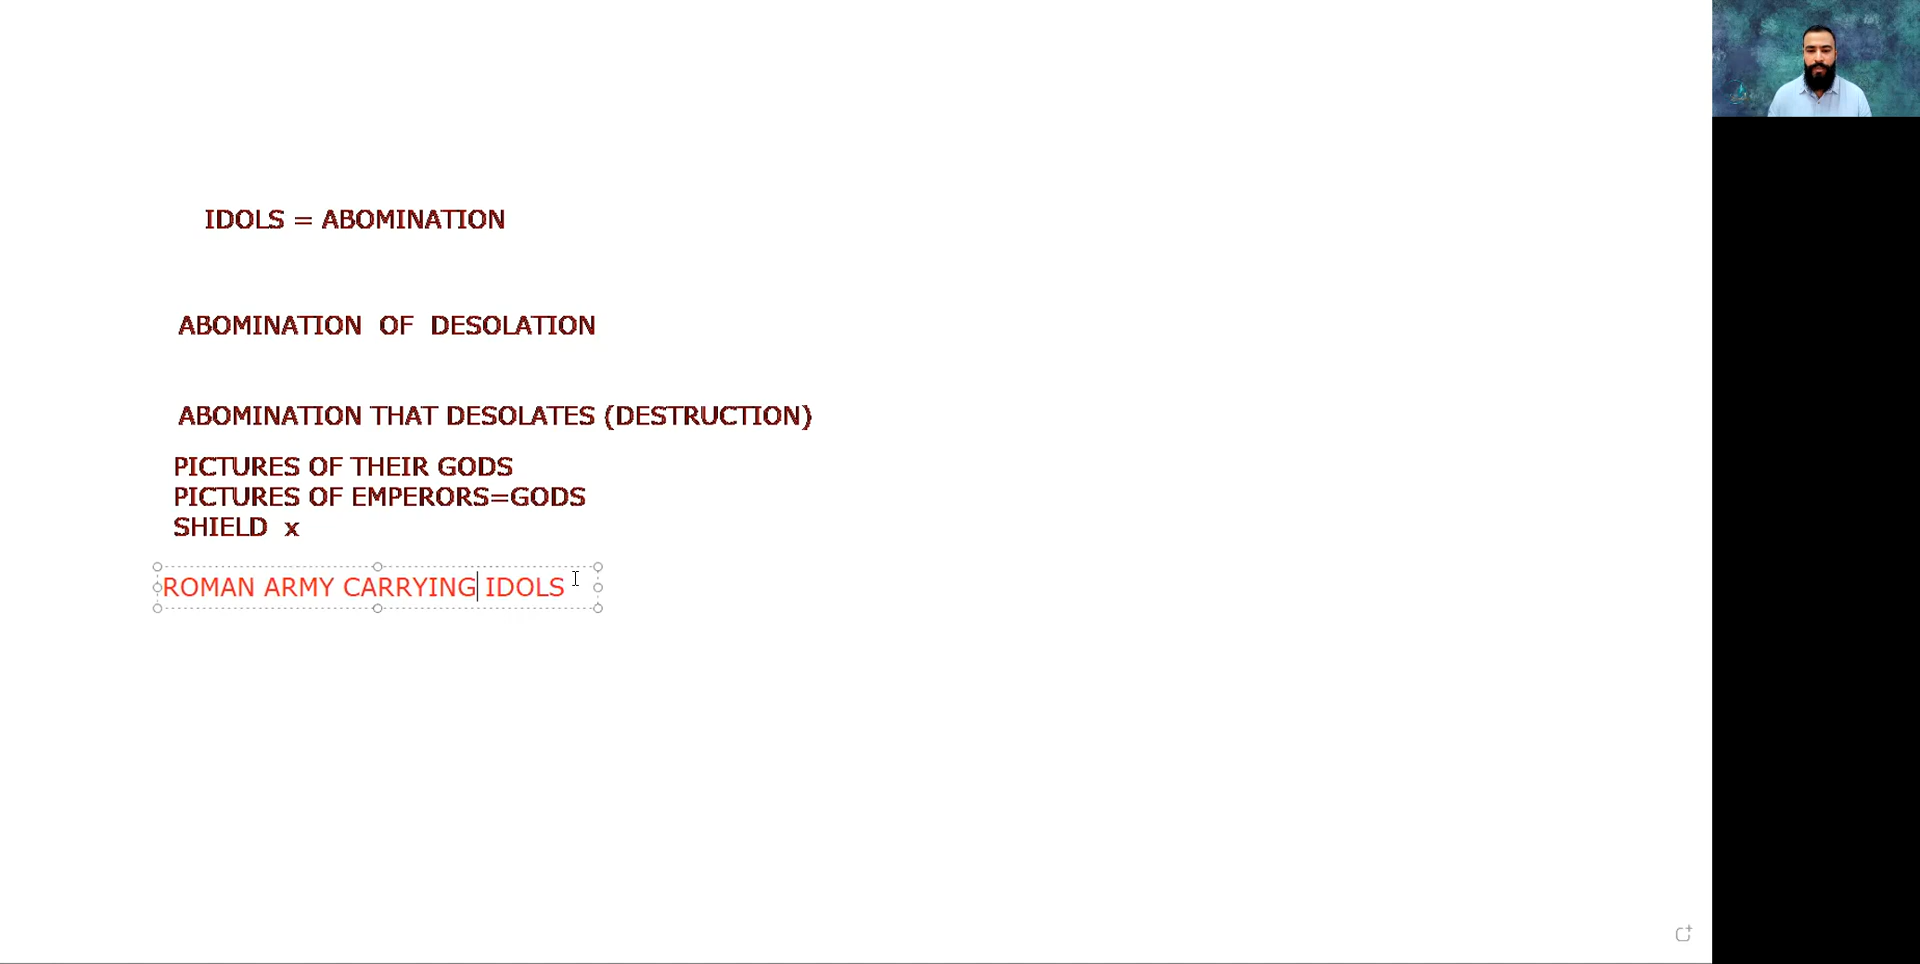 IDOLS = ABOMINATION
ABOMINATION OF DESOLATION
ABOMINATION THAT DESOLATES (DESTRUCTION)
PICTURES OF THEIR GODS
PICTURES OF EMPERORS=GODS
SHIELD x
ROMAN ARMY CARRYING IDOLS